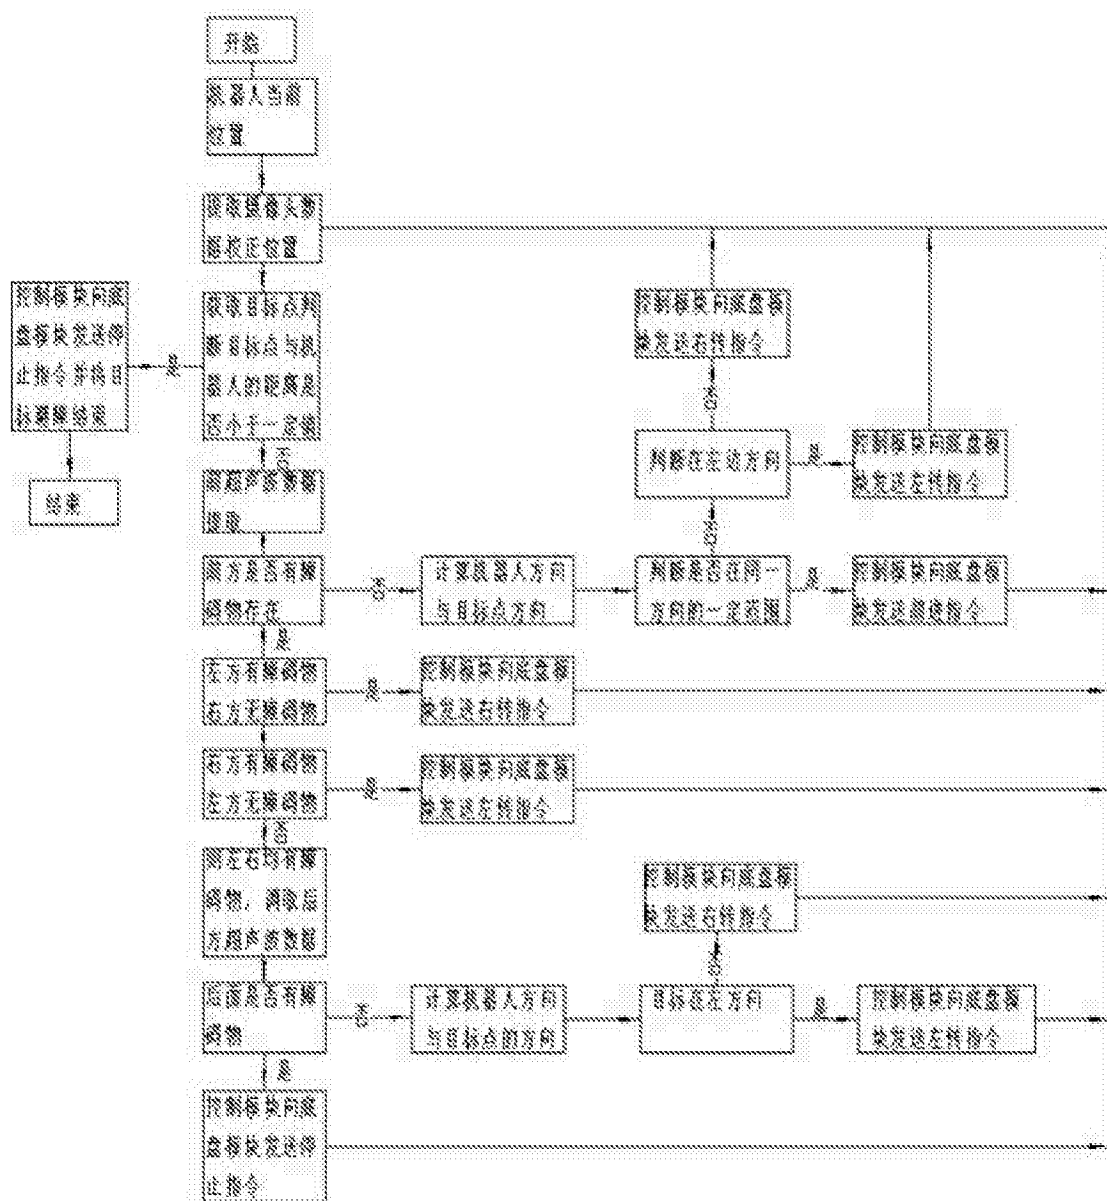 开始
机器人当前
位置
获取摄像头数
据校正位置
控制模块向底
盘模块发送停
止指令并将目
标消除结束
结束
是
获取目标点判
断目标点与机
器人的距离是
否小于一定值
否
控制模块向底盘模
块发送右转指令
否
判断在左边方向
是
控制模块向底盘模
块发送左转指令
否
前超声波数据
读取
前方是否有障
碍物存在
否
计算机器人方向
与目标点方向
判断是否在同一
方向的一定范围
是
控制模块向底盘模
块发送前进指令
是
左方有障碍物
右方无障碍物
是
控制模块向底盘模
块发送右转指令
右方有障碍物
左方无障碍物
是
控制模块向底盘模
块发送左转指令
否
前左右均有障
碍物，调取后
方超声波数据
控制模块向底盘模
块发送右转指令
否
后面是否有障
碍物
否
计算机器人方向
与目标点的方向
目标在左方向
是
控制模块向底盘模
块发送左转指令
是
控制模块向底
盘模块发送停
止指令